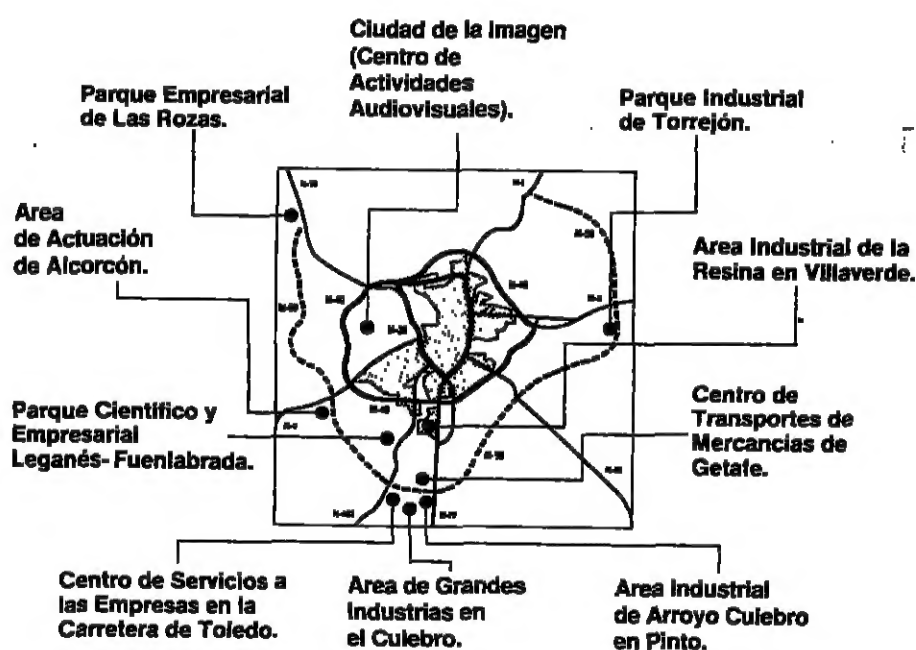 Ciudad de la Imagen
(Centro de
Actividades
Audiovisuales).
Parque Empresarial
de Las Rozas.
Parque Industrial
de Torrejón.
Area
de Actuación
de Alcorcón.
Area Industrial de la
Resina en Villaverde.
Parque Científico y
Empresarial
Leganés-Fuenlabrada.
Centro de
Transportes de
Mercancias de
Getafe.
Centro de Servicios a
las Empresas en la
Carretera de Toledo.
Area de Grandes
Industrias en
el Culebro.
Area Industrial
de Arroyo Culebro
en Pinto.